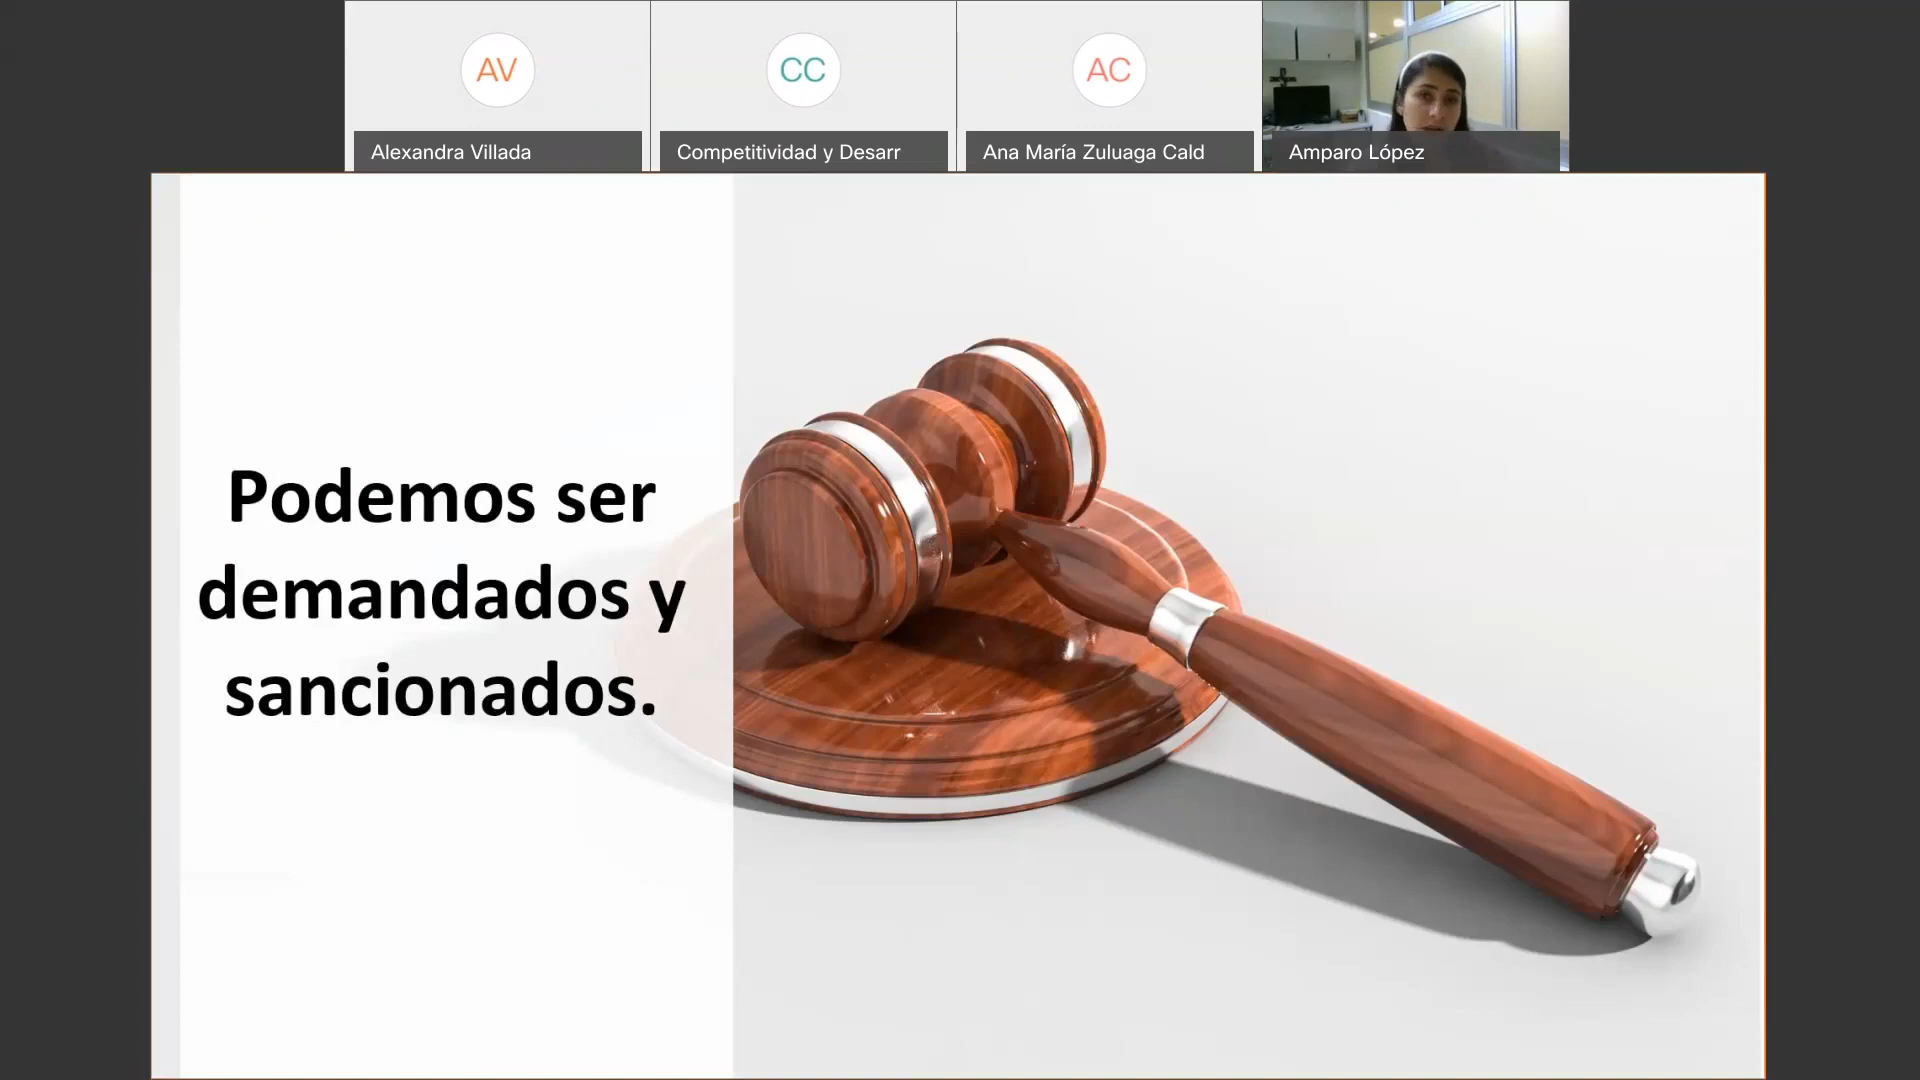 AV
CC
AC
Alexandra Villada
Competitividad y Desarr
Ana María Zuluaga Cald
Amparo López
Podemos ser
demandados y
sancionados.